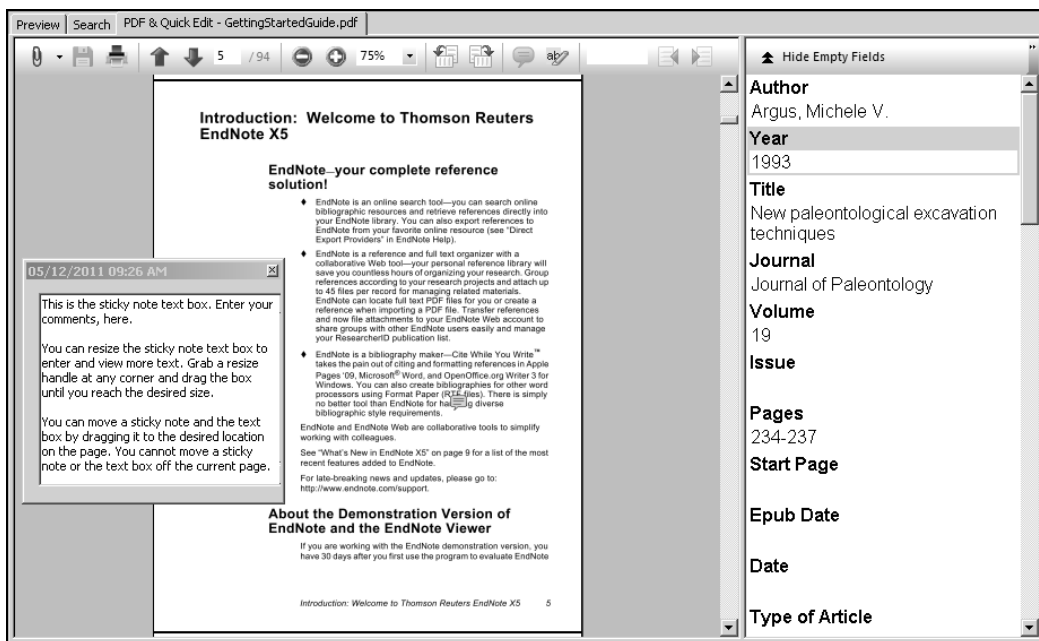 Preview Search PDF & Quick Edit - GettingStartedGuide.pdf
5 / 94 75%
Introduction: Welcome to Thomson Reuters
EndNote X5
EndNote—your complete reference
solution!
♦ EndNote is an online search tool—you can search online
bibliographic resources and retrieve references directly into
your EndNote library. You can also export references to
EndNote from your favorite online resource (see "Direct
Export Providers" in EndNote Help).
♦ EndNote is a reference and full text organizer with a
collaborative Web tool—your personal reference library will
save you countless hours of organizing your research. Group
references according to your research projects and attach up
to 45 files per record for managing related materials.
EndNote can locate full text PDF files for you or create a
reference when importing a PDF file. Transfer references
and now file attachments to your EndNote Web account to
share groups with other EndNote users easily and manage
your ResearcherID publication list.
♦ EndNote is a bibliography maker—Cite While You Write™
takes the pain out of citing and formatting references in Apple
Pages '09, Microsoft® Word, and OpenOffice.org Writer 3 for
Windows. You can also create bibliographies for other word
processors using Format Paper (RTF files). There is simply
no better tool than EndNote for diverse
bibliographic style requirements.
EndNote and EndNote Web are collaborative tools to simplify
working with colleagues.
See "What's New in EndNote X5" on page 9 for a list of the most
recent features added to EndNote.
For late-breaking news and updates, please go to:
http://www.endnote.com/support.
About the Demonstration Version of
EndNote and the EndNote Viewer
If you are working with the EndNote demonstration version, you
have 30 days after you first use the program to evaluate EndNote
Introduction: Welcome to Thomson Reuters EndNote X5 5
05/12/2011 09:26 AM
This is the sticky note text box. Enter your
comments, here.
You can resize the sticky note text box to
enter and view more text. Grab a resize
handle at any corner and drag the box
until you reach the desired size.
You can move a sticky note and the text
box by dragging it to the desired location
on the page. You cannot move a sticky
note or the text box off the current page.
Hide Empty Fields
Author
Argus, Michele V.
Year
1993
Title
New paleontological excavation
techniques
Journal
Journal of Paleontology
Volume
19
Issue
Pages
234-237
Start Page
Epub Date
Date
Type of Article